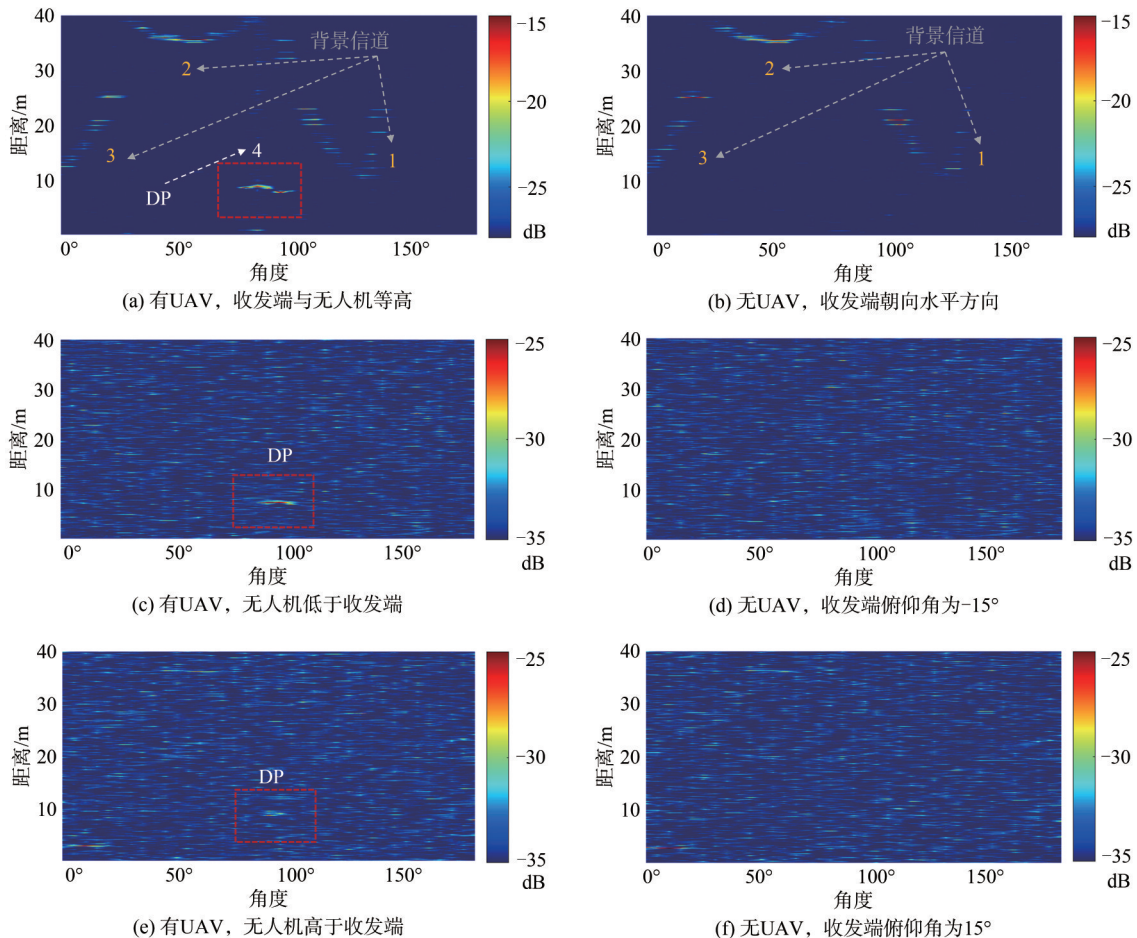 40
30
20
10
距离/m
背景信道
2
3
4
1
DP
−15
−20
−25
dB
0°
50°
100°
150°
角度
(a) 有UAV，收发端与无人机等高
40
30
20
10
距离/m
背景信道
2
3
1
−15
−20
−25
dB
0°
50°
100°
150°
角度
(b) 无UAV，收发端朝向水平方向
40
30
20
10
距离/m
DP
−25
−30
−35
dB
0°
50°
100°
150°
角度
(c) 有UAV，无人机低于收发端
40
30
20
10
距离/m
−25
−30
−35
dB
0°
50°
100°
150°
角度
(d) 无UAV，收发端俯仰角为−15°
40
30
20
10
距离/m
DP
−25
−30
−35
dB
0°
50°
100°
150°
角度
(e) 有UAV，无人机高于收发端
40
30
20
10
距离/m
−25
−30
−35
dB
0°
50°
100°
150°
角度
(f) 无UAV，收发端俯仰角为15°